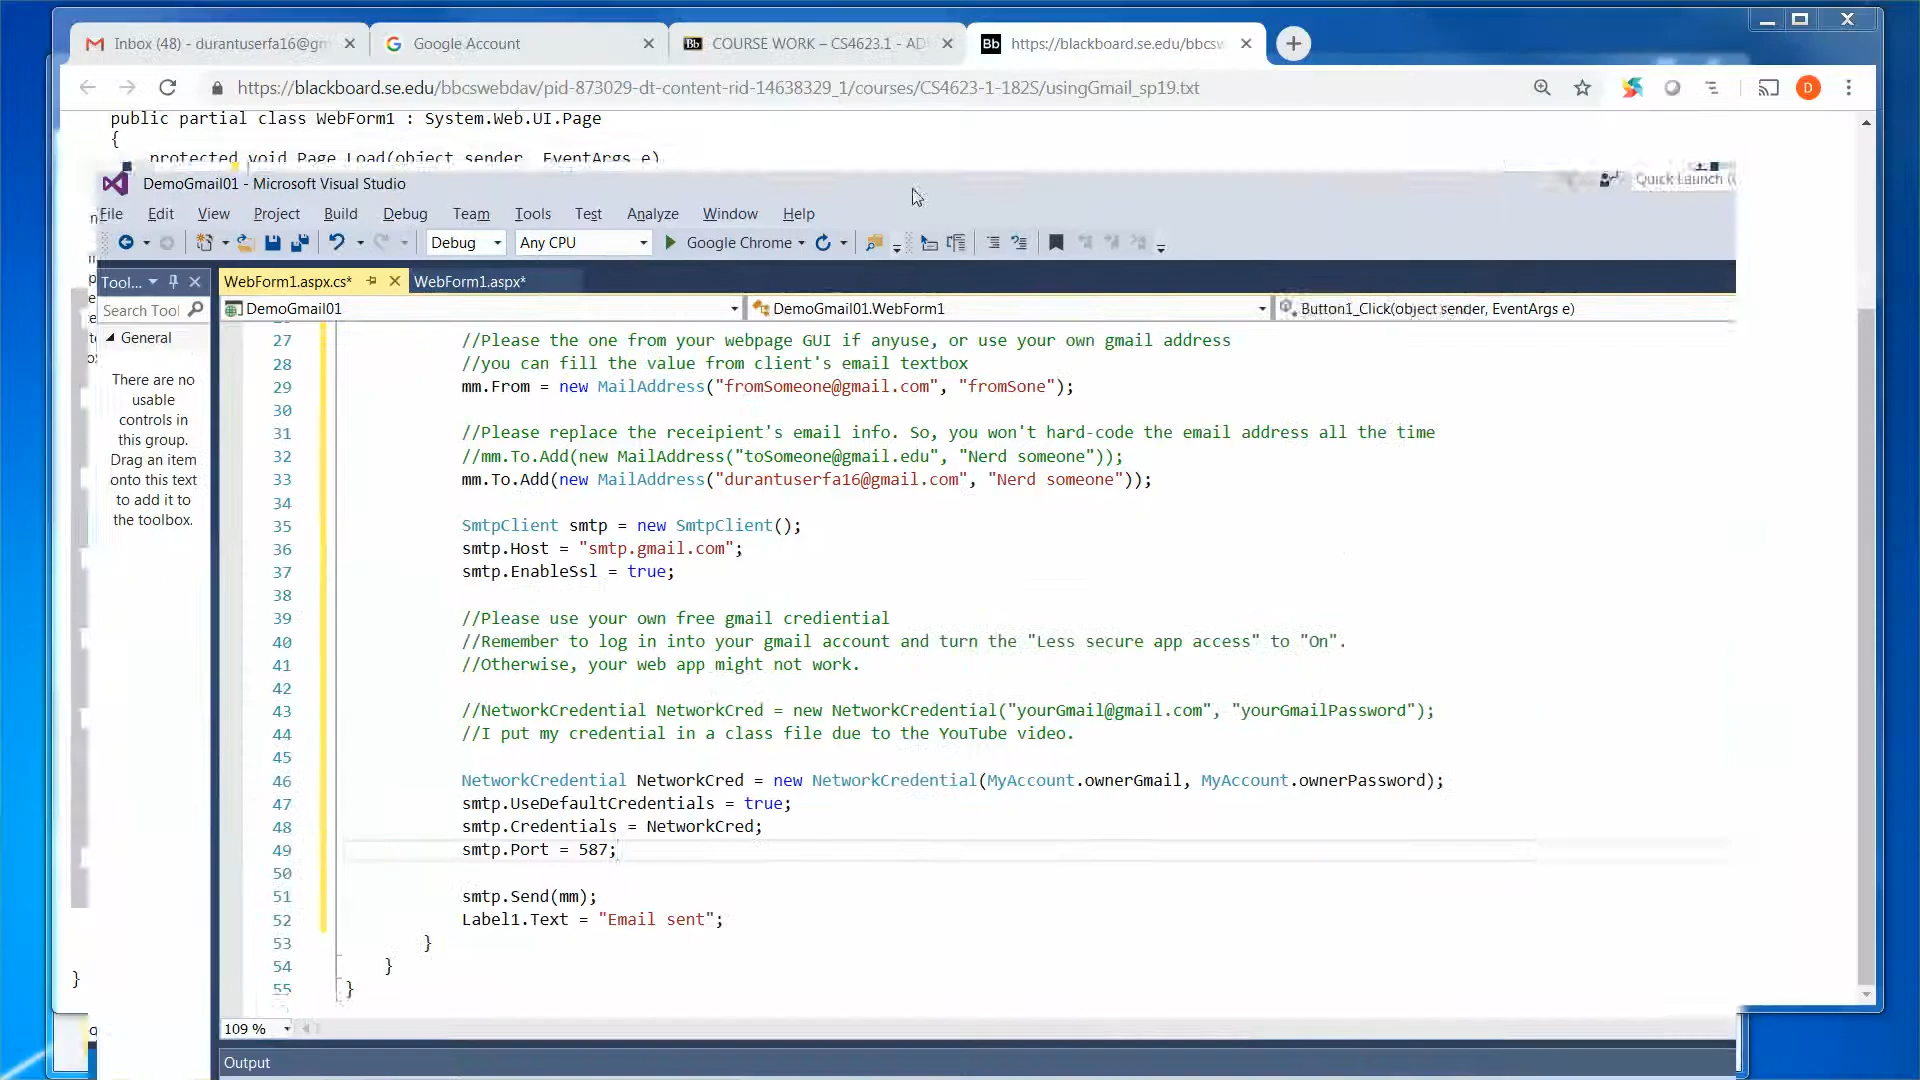 Inbox (48) - durantuserfa16@gm
Google Account
Bb COURSE WORK – CS4623.1 - AD
Bb https://blackboard.se.edu/bbcsw
https://blackboard.se.edu/bbcswebdav/pid-873029-dt-content-rid-14638329_1/courses/CS4623-1-182S/usingGmail_sp19.txt
D
public partial class WebForm1 : System.Web.UI.Page
{
protected void Page_Load(object sender, EventArgs e)
DemoGmail01 - Microsoft Visual Studio
Quick Launch (
File Edit View Project Build Debug Team Tools Test Analyze Window Help
Debug Any CPU Google Chrome
Tool... WebForm1.aspx.cs* WebForm1.aspx*
Search Tool DemoGmail01 DemoGmail01.WebForm1 Button1_Click(object sender, EventArgs e)
General
There are no
usable
controls in
this group.
Drag an item
onto this text
to add it to
the toolbox.
27 //Please the one from your webpage GUI if anyuse, or use your own gmail address
28 //you can fill the value from client's email textbox
29 mm.From = new MailAddress("fromSomeone@gmail.com", "fromSone");
30
31 //Please replace the receipient's email info. So, you won't hard-code the email address all the time
32 //mm.To.Add(new MailAddress("toSomeone@gmail.edu", "Nerd someone"));
33 mm.To.Add(new MailAddress("durantuserfa16@gmail.com", "Nerd someone"));
34
35 SmtpClient smtp = new SmtpClient();
36 smtp.Host = "smtp.gmail.com";
37 smtp.EnableSsl = true;
38
39 //Please use your own free gmail crediential
40 //Remember to log in into your gmail account and turn the "Less secure app access" to "On".
41 //Otherwise, your web app might not work.
42
43 //NetworkCredential NetworkCred = new NetworkCredential("yourGmail@gmail.com", "yourGmailPassword");
44 //I put my credential in a class file due to the YouTube video.
45
46 NetworkCredential NetworkCred = new NetworkCredential(MyAccount.ownerGmail, MyAccount.ownerPassword);
47 smtp.UseDefaultCredentials = true;
48 smtp.Credentials = NetworkCred;
49 smtp.Port = 587;
50
51 smtp.Send(mm);
52 Label1.Text = "Email sent";
53 }
54 }
55 }
}
109 %
Output